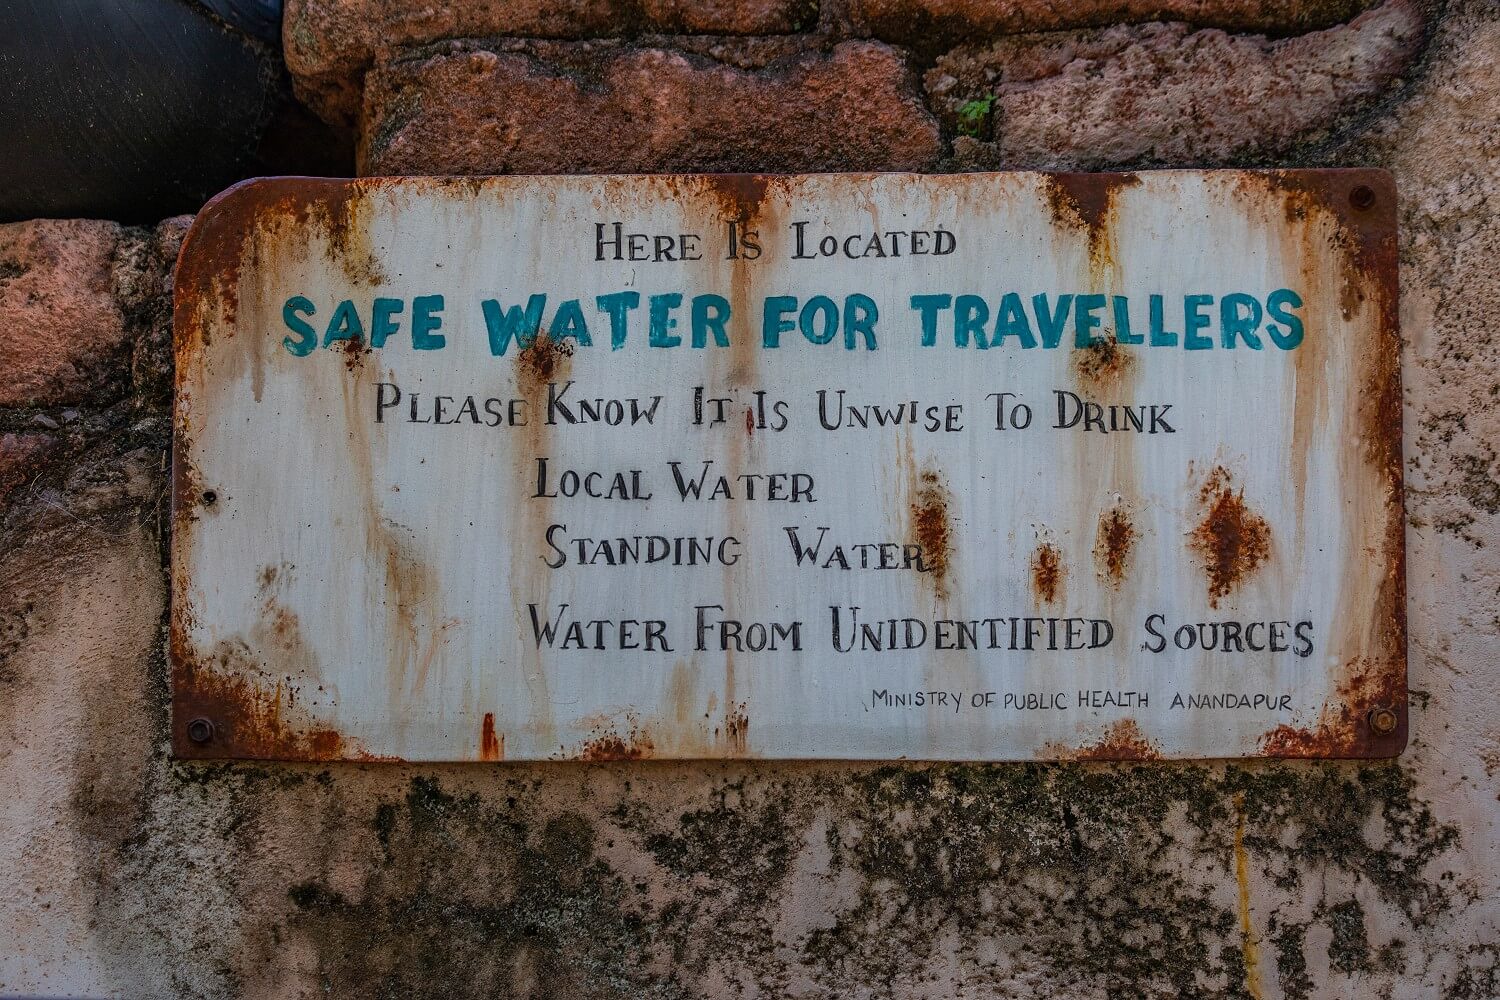 Here Is Located
SAFE WATER FOR TRAVELLERS
Please Know It Is Unwise To Drink
Local Water
Standing Water
Water From Unidentified Sources
Ministry of Public Health Anandapur